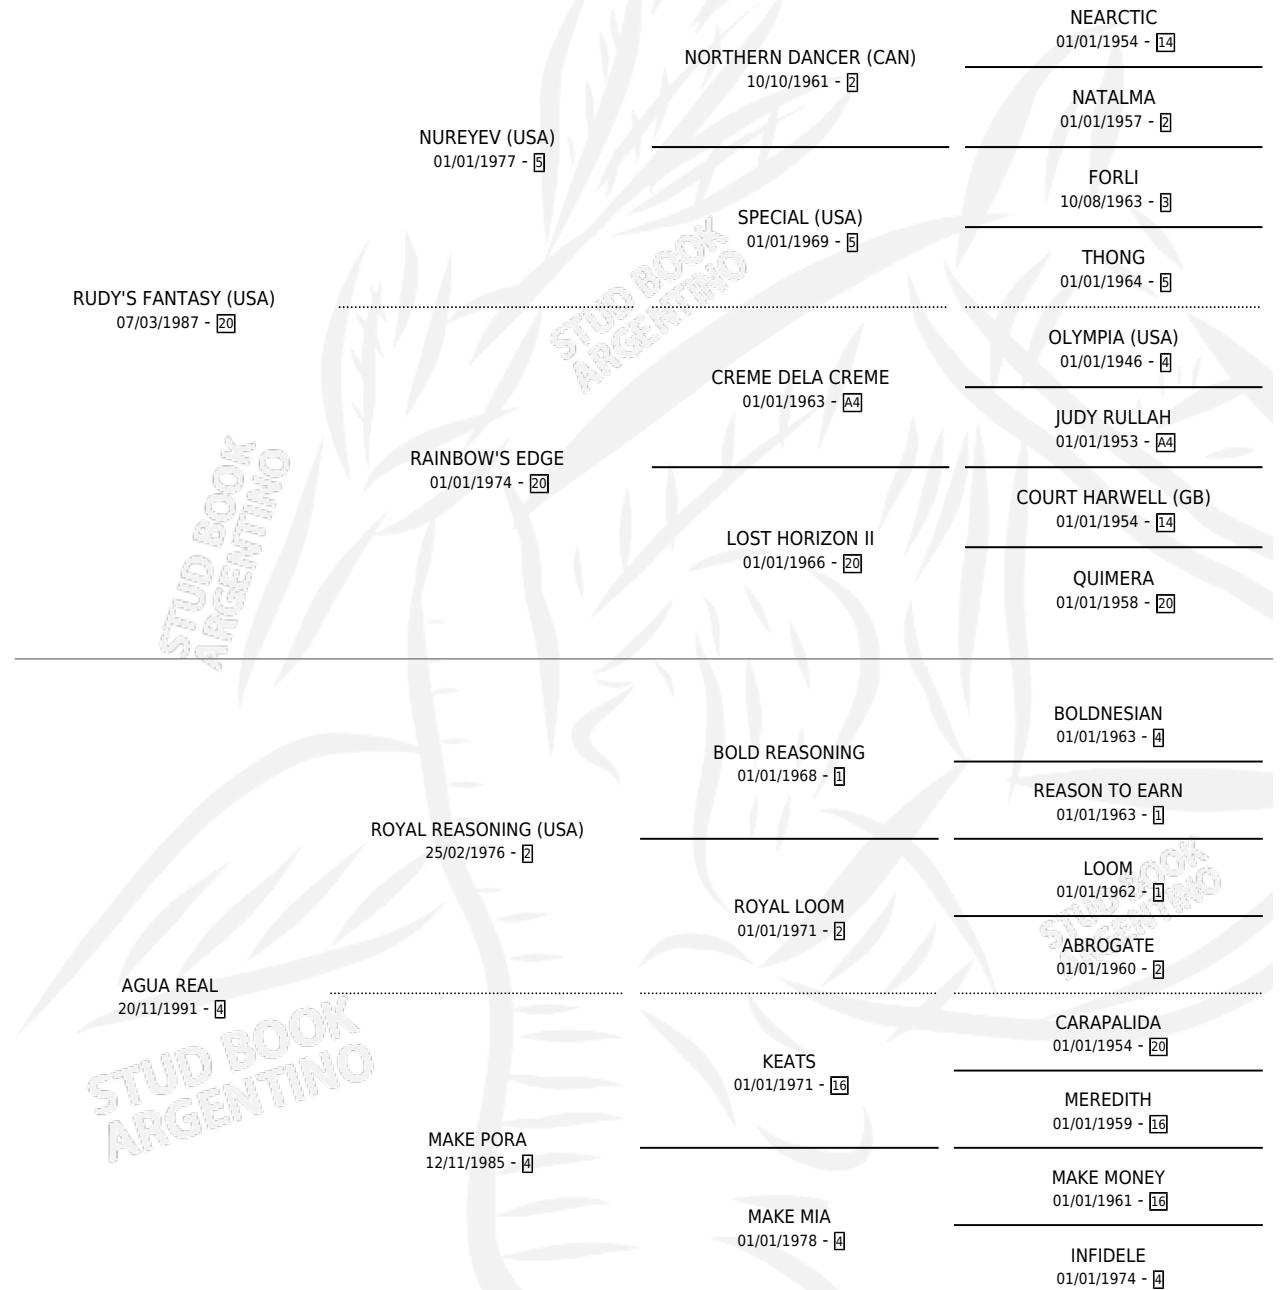 NEARCTIC
01/01/1954 - 14
NORTHERN DANCER (CAN)
10/10/1961 - 2
NATALMA
01/01/1957 - 2
NUREYEV (USA)
01/01/1977 - 5
FORLI
10/08/1963 - 3
SPECIAL (USA)
01/01/1969 - 5
THONG
01/01/1964 - 5
RUDY'S FANTASY (USA)
07/03/1987 - 20
STUD BOOK
ARGENTINO
OLYMPIA (USA)
01/01/1946 - 4
CREME DELA CREME
01/01/1963 - A4
JUDY RULLAH
01/01/1953 - A4
RAINBOW'S EDGE
01/01/1974 - 20
COURT HARWELL (GB)
01/01/1954 - 14
LOST HORIZON II
01/01/1966 - 20
QUIMERA
01/01/1958 - 20
STUD BOOK
ARGENTINO
BOLDNESIAN
01/01/1963 - 4
BOLD REASONING
01/01/1968 - 1
REASON TO EARN
01/01/1963 - 1
ROYAL REASONING (USA)
25/02/1976 - 2
LOOM
01/01/1962 - 1
ROYAL LOOM
01/01/1971 - 2
ABROGATE
01/01/1960 - 2
STUD BOOK
ARGENTINO
AGUA REAL
20/11/1991 - 4
CARAPALIDA
01/01/1954 - 20
KEATS
01/01/1971 - 16
MEREDITH
01/01/1959 - 16
STUD BOOK
ARGENTINO
MAKE PORA
12/11/1985 - 4
MAKE MONEY
01/01/1961 - 16
MAKE MIA
01/01/1978 - 4
INFIDELE
01/01/1974 - 4